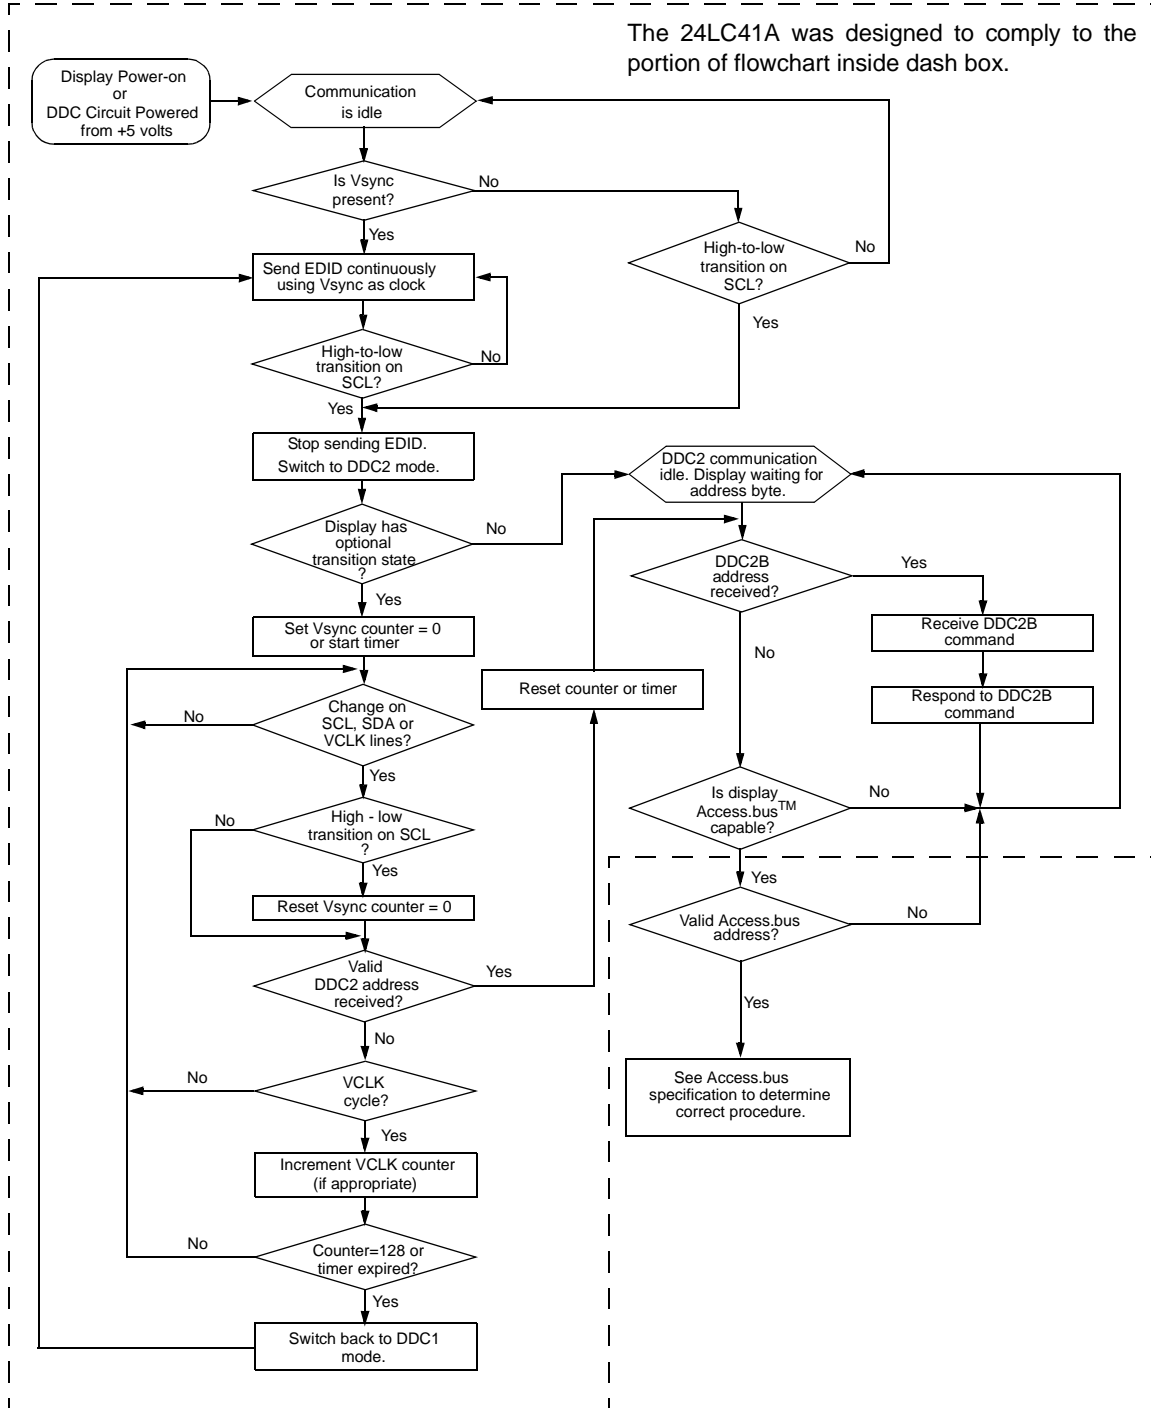 The 24LC41A was designed to comply to the
portion of flowchart inside dash box.
Display Power-on
or
DDC Circuit Powered
from +5 volts
Communication
is idle
Is Vsync
present?
No
Yes
High-to-low
transition on
SCL?
No
Yes
Send EDID continuously
using Vsync as clock
High-to-low
transition on
SCL?
No
Yes
Stop sending EDID.
Switch to DDC2 mode.
Display has
optional
transition state
?
No
Yes
Set Vsync counter = 0
or start timer
Change on
SCL, SDA or
VCLK lines?
No
Yes
High - low
transition on SCL
?
No
Yes
Reset Vsync counter = 0
Valid
DDC2 address
received?
Yes
No
VCLK
cycle?
No
Yes
Increment VCLK counter
(if appropriate)
Counter=128 or
timer expired?
No
Yes
Switch back to DDC1
mode.
Reset counter or timer
DDC2 communication
idle. Display waiting for
address byte.
DDC2B
address
received?
Yes
No
Receive DDC2B
command
Respond to DDC2B
command
Is display
Access.bus™
capable?
No
Yes
Valid Access.bus
address?
No
Yes
See Access.bus
specification to determine
correct procedure.